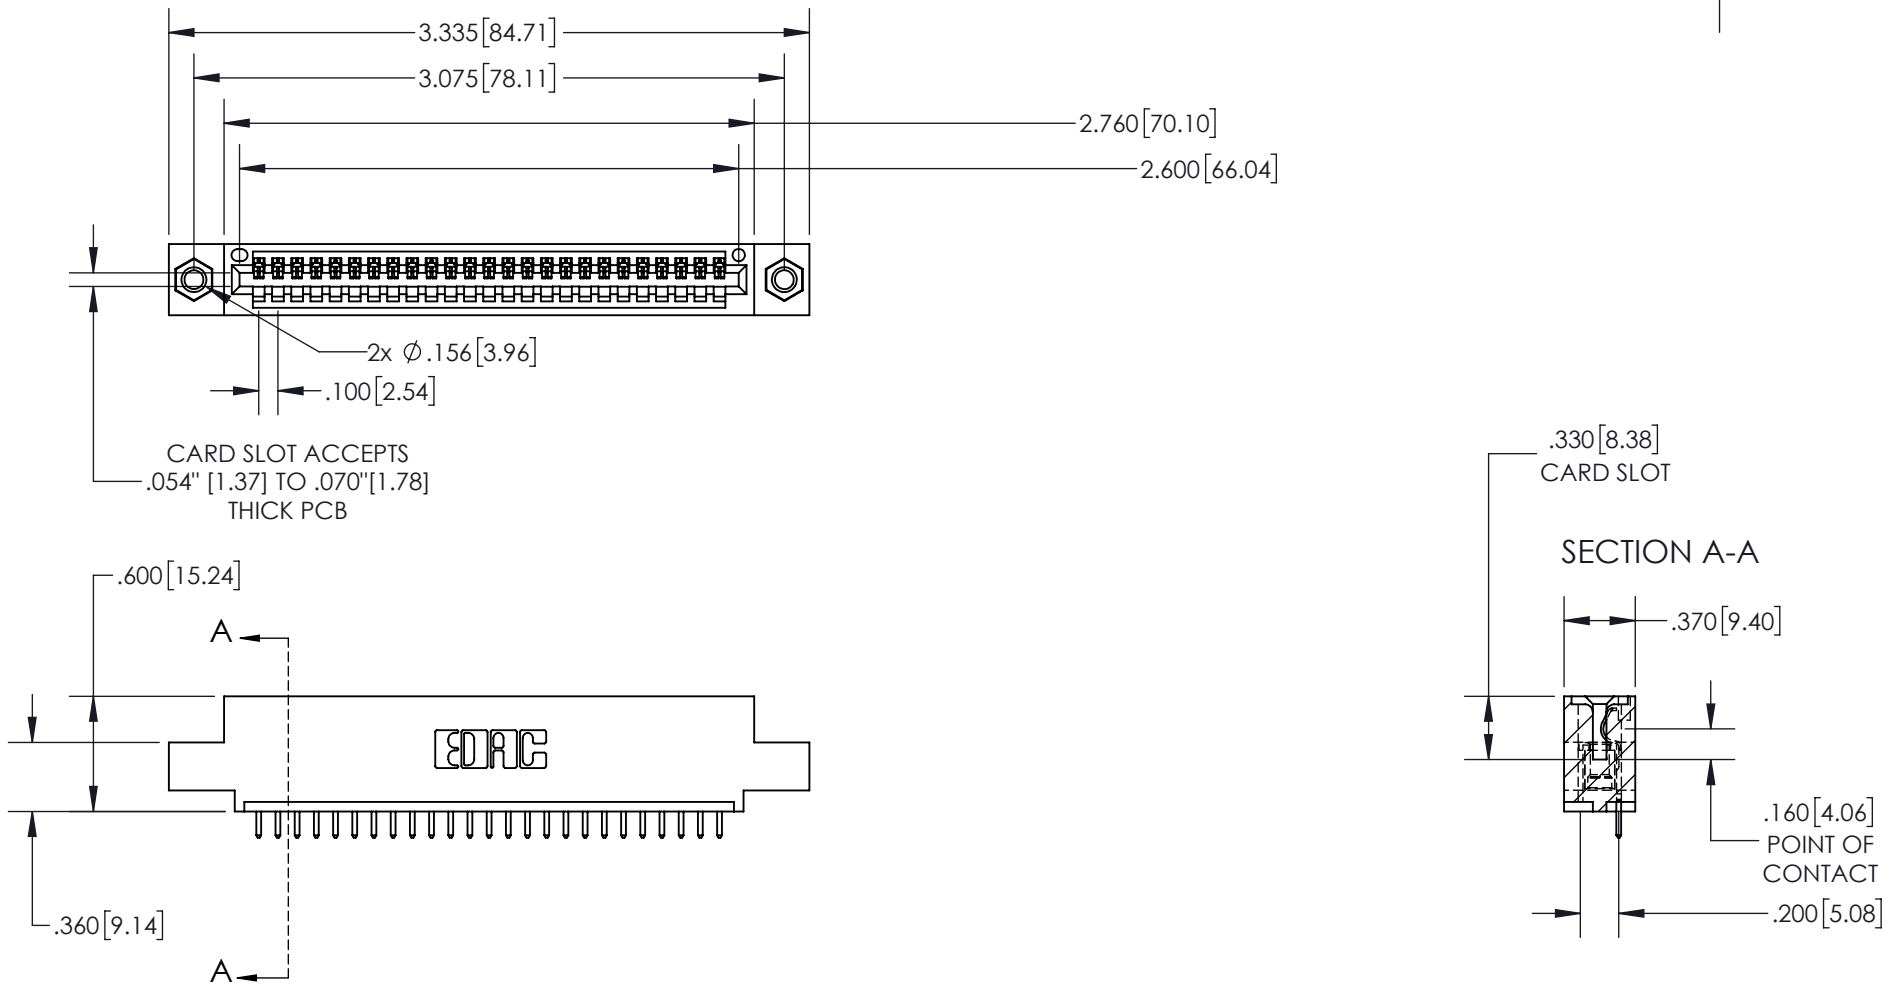 3.335[84.71]
3.075[78.11]
2.760[70.10]
2.600[66.04]
2x Ø.156[3.96]
.100[2.54]
CARD SLOT ACCEPTS
.054" [1.37] TO .070"[1.78]
THICK PCB
.330[8.38]
CARD SLOT
SECTION A-A
.600[15.24]
A
.370[9.40]
EDAC
.160[4.06]
POINT OF
CONTACT
.200[5.08]
.360[9.14]
A